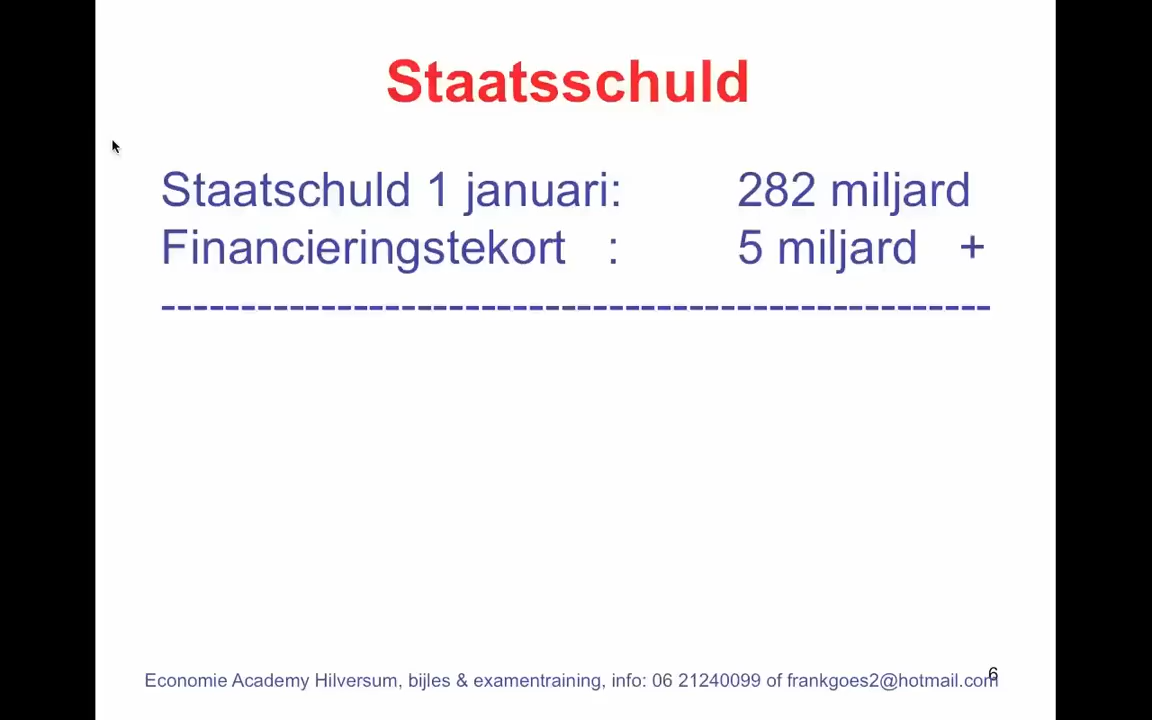 Staatsschuld
Staatschuld 1 januari: 282 miljard
Financieringstekort : 5 miljard +
----------------------------------------------------
Economie Academy Hilversum, bijles & examentraining, info: 06 21240099 of frankgoes2@hotmail.com
6